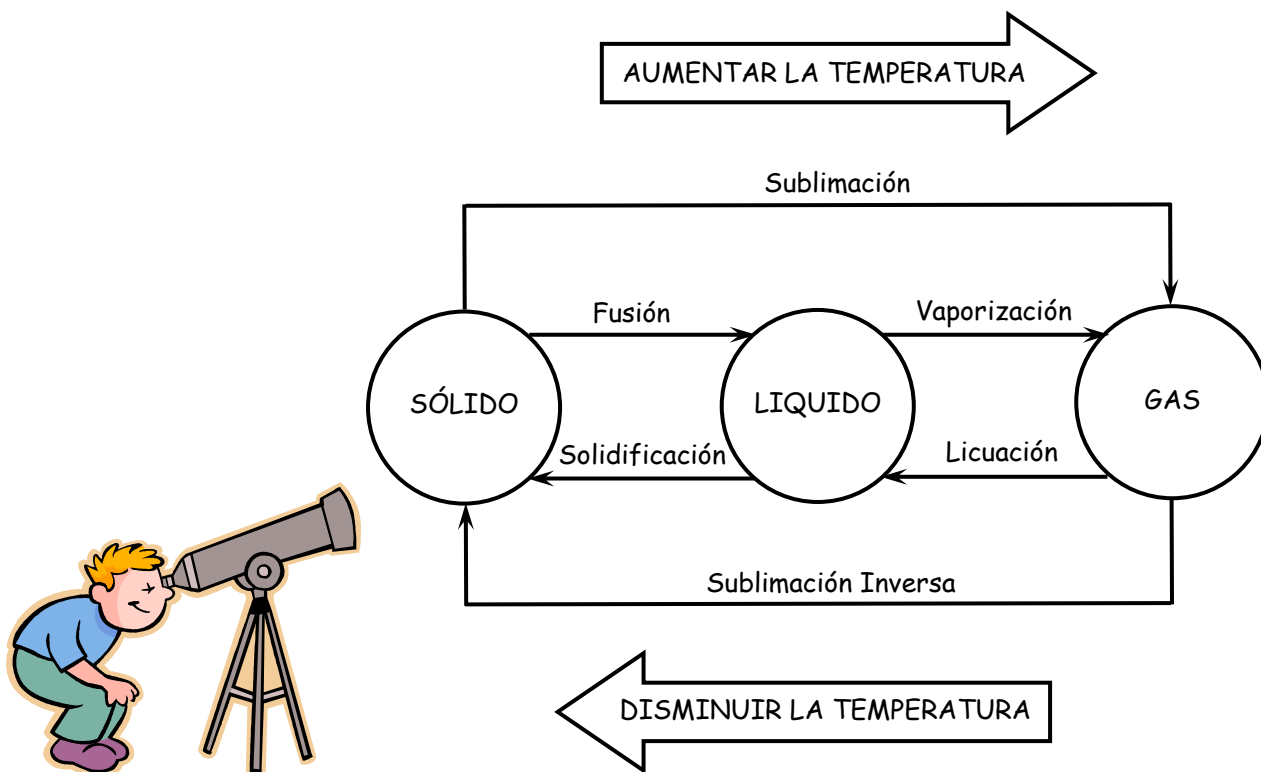 AUMENTAR LA TEMPERATURA
Sublimación
Fusión
Vaporización
SÓLIDO
LIQUIDO
GAS
Solidificación
Licuación
Sublimación Inversa
DISMINUIR LA TEMPERATURA